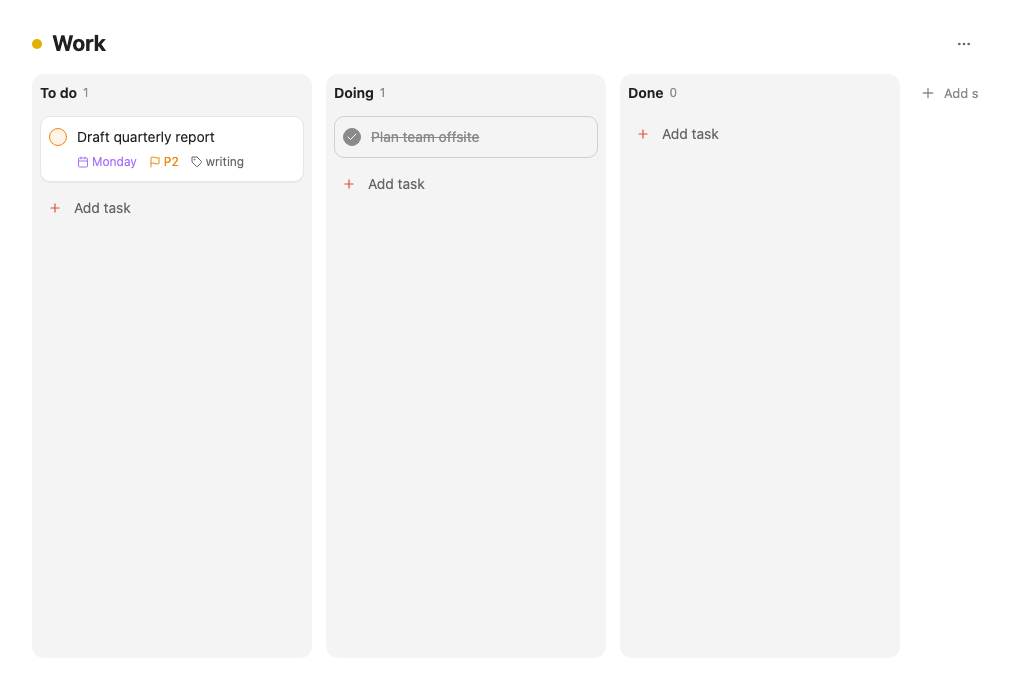 Work
To do 1
Draft quarterly report
Monday P2 writing
Add task
Doing 1
Plan team offsite
Add task
Done 0
Add task
Add s